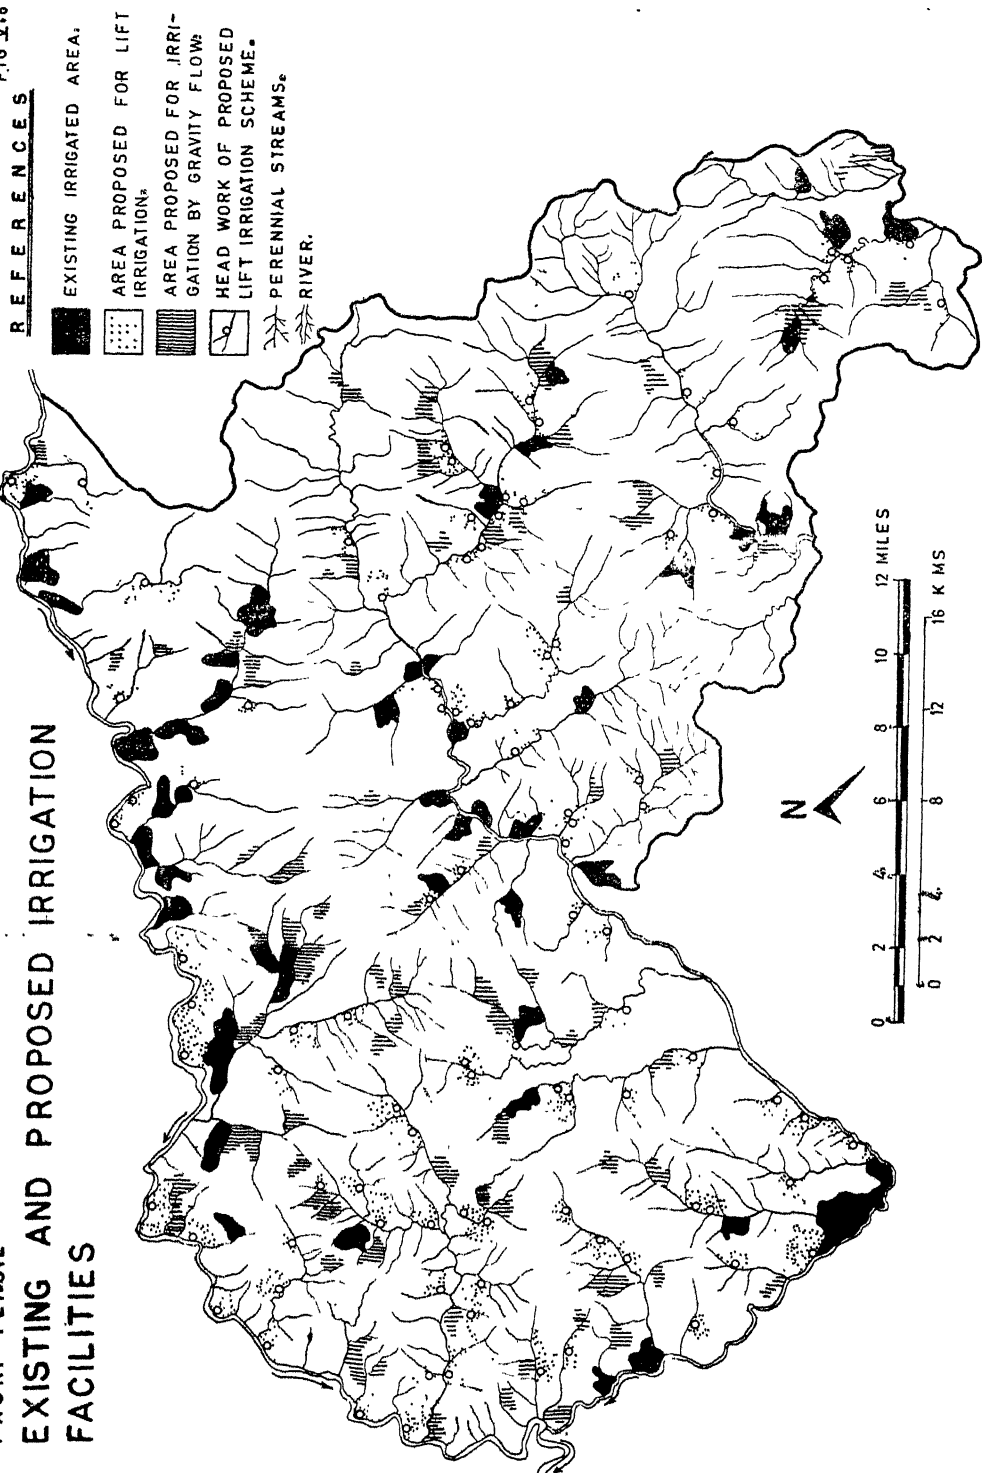 EXISTING AND PROPOSED IRRIGATION
FACILITIES
REFERENCES
EXISTING IRRIGATED AREA.
AREA PROPOSED FOR LIFT
IRRIGATION.
AREA PROPOSED FOR IRRI-
GATION BY GRAVITY FLOW.
HEAD WORK OF PROPOSED
LIFT IRRIGATION SCHEME.
PERENNIAL STREAMS.
RIVER.
N
0 2 4 6 8 10 12 MILES
0 2 4 8 12 16 KMS